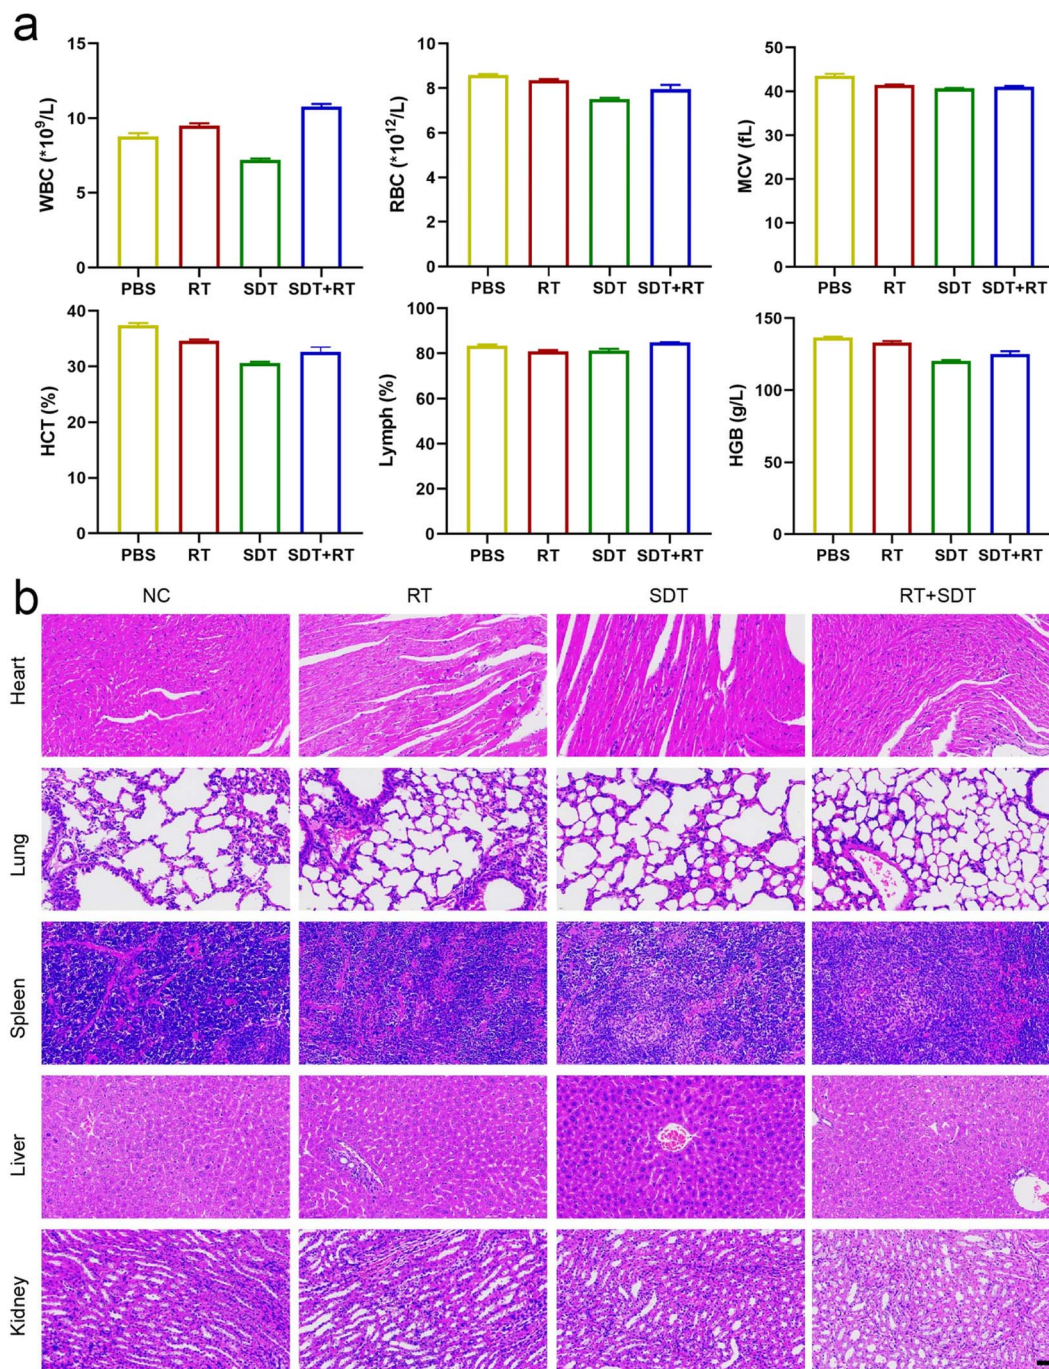 a
WBC (*10⁹/L)
15
10
5
0
PBS RT SDT SDT+RT
RBC (*10¹²/L)
10
8
6
4
2
0
PBS RT SDT SDT+RT
MCV (fL)
50
40
30
20
10
0
PBS RT SDT SDT+RT
HCT (%)
40
30
20
10
0
PBS RT SDT SDT+RT
Lymph (%)
100
80
60
40
20
0
PBS RT SDT SDT+RT
HGB (g/L)
150
100
50
0
PBS RT SDT SDT+RT
b
NC RT SDT RT+SDT
Heart
Lung
Spleen
Liver
Kidney